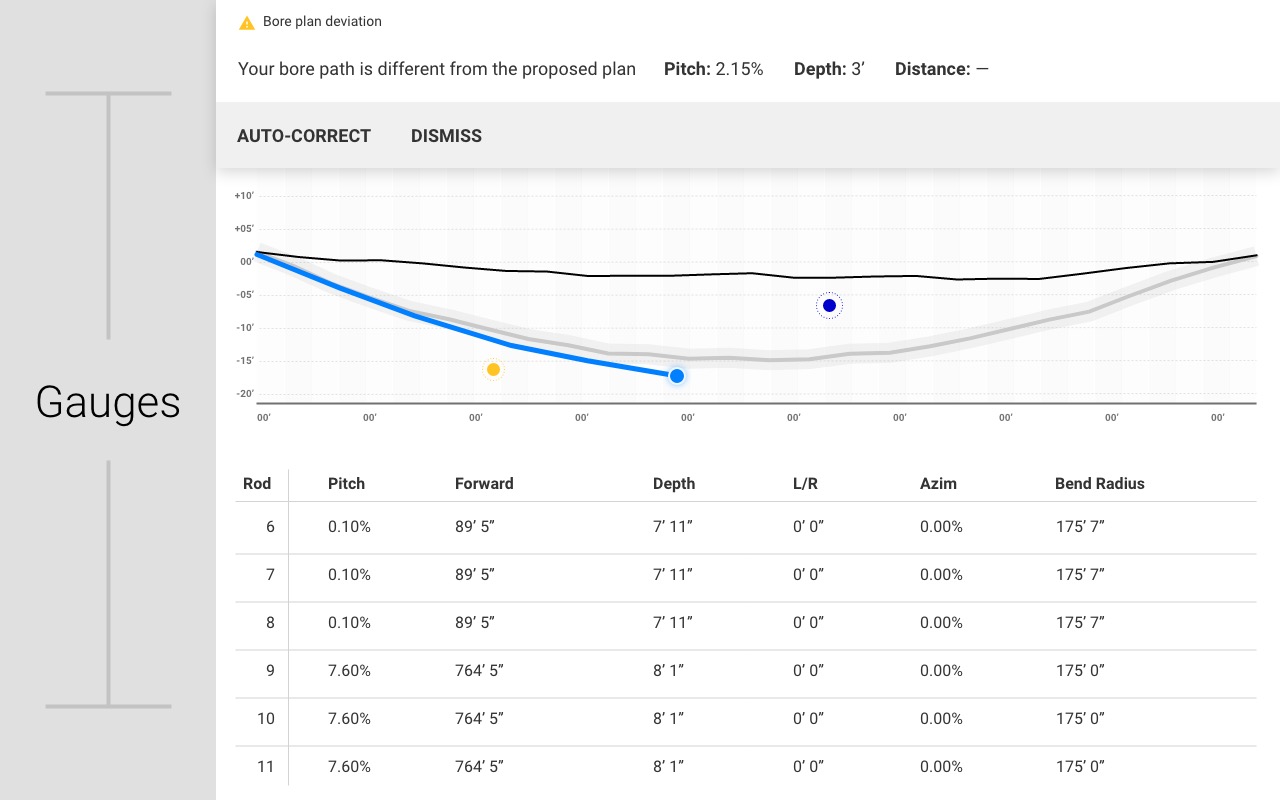 Bore plan deviation
Your bore path is different from the proposed plan Pitch: 2.15% Depth: 3’ Distance: —
AUTO-CORRECT DISMISS
Gauges
+10’
+05’
00’
-05’
-10’
-15’
-20’
00’ 00’ 00’ 00’ 00’ 00’ 00’ 00’ 00’ 00’
Rod Pitch Forward Depth L/R Azim Bend Radius
6 0.10% 89’ 5” 7’ 11” 0’ 0” 0.00% 175’ 7”
7 0.10% 89’ 5” 7’ 11” 0’ 0” 0.00% 175’ 7”
8 0.10% 89’ 5” 7’ 11” 0’ 0” 0.00% 175’ 7”
9 7.60% 764’ 5” 8’ 1” 0’ 0” 0.00% 175’ 0”
10 7.60% 764’ 5” 8’ 1” 0’ 0” 0.00% 175’ 0”
11 7.60% 764’ 5” 8’ 1” 0’ 0” 0.00% 175’ 0”